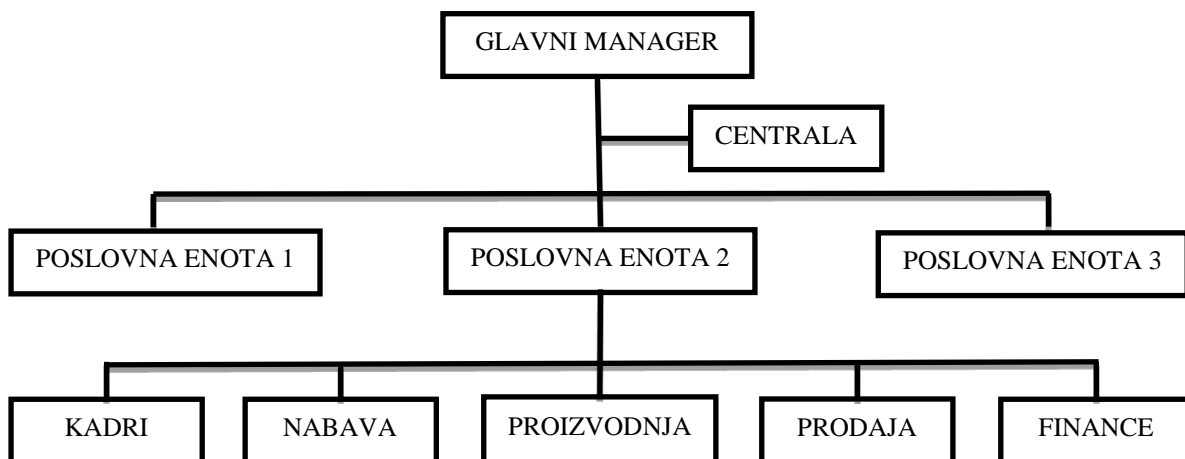 GLAVNI MANAGER
CENTRALA
POSLOVNA ENOTA 1
POSLOVNA ENOTA 2
POSLOVNA ENOTA 3
KADRI
NABAVA
PROIZVODNJA
PRODAJA
FINANCE